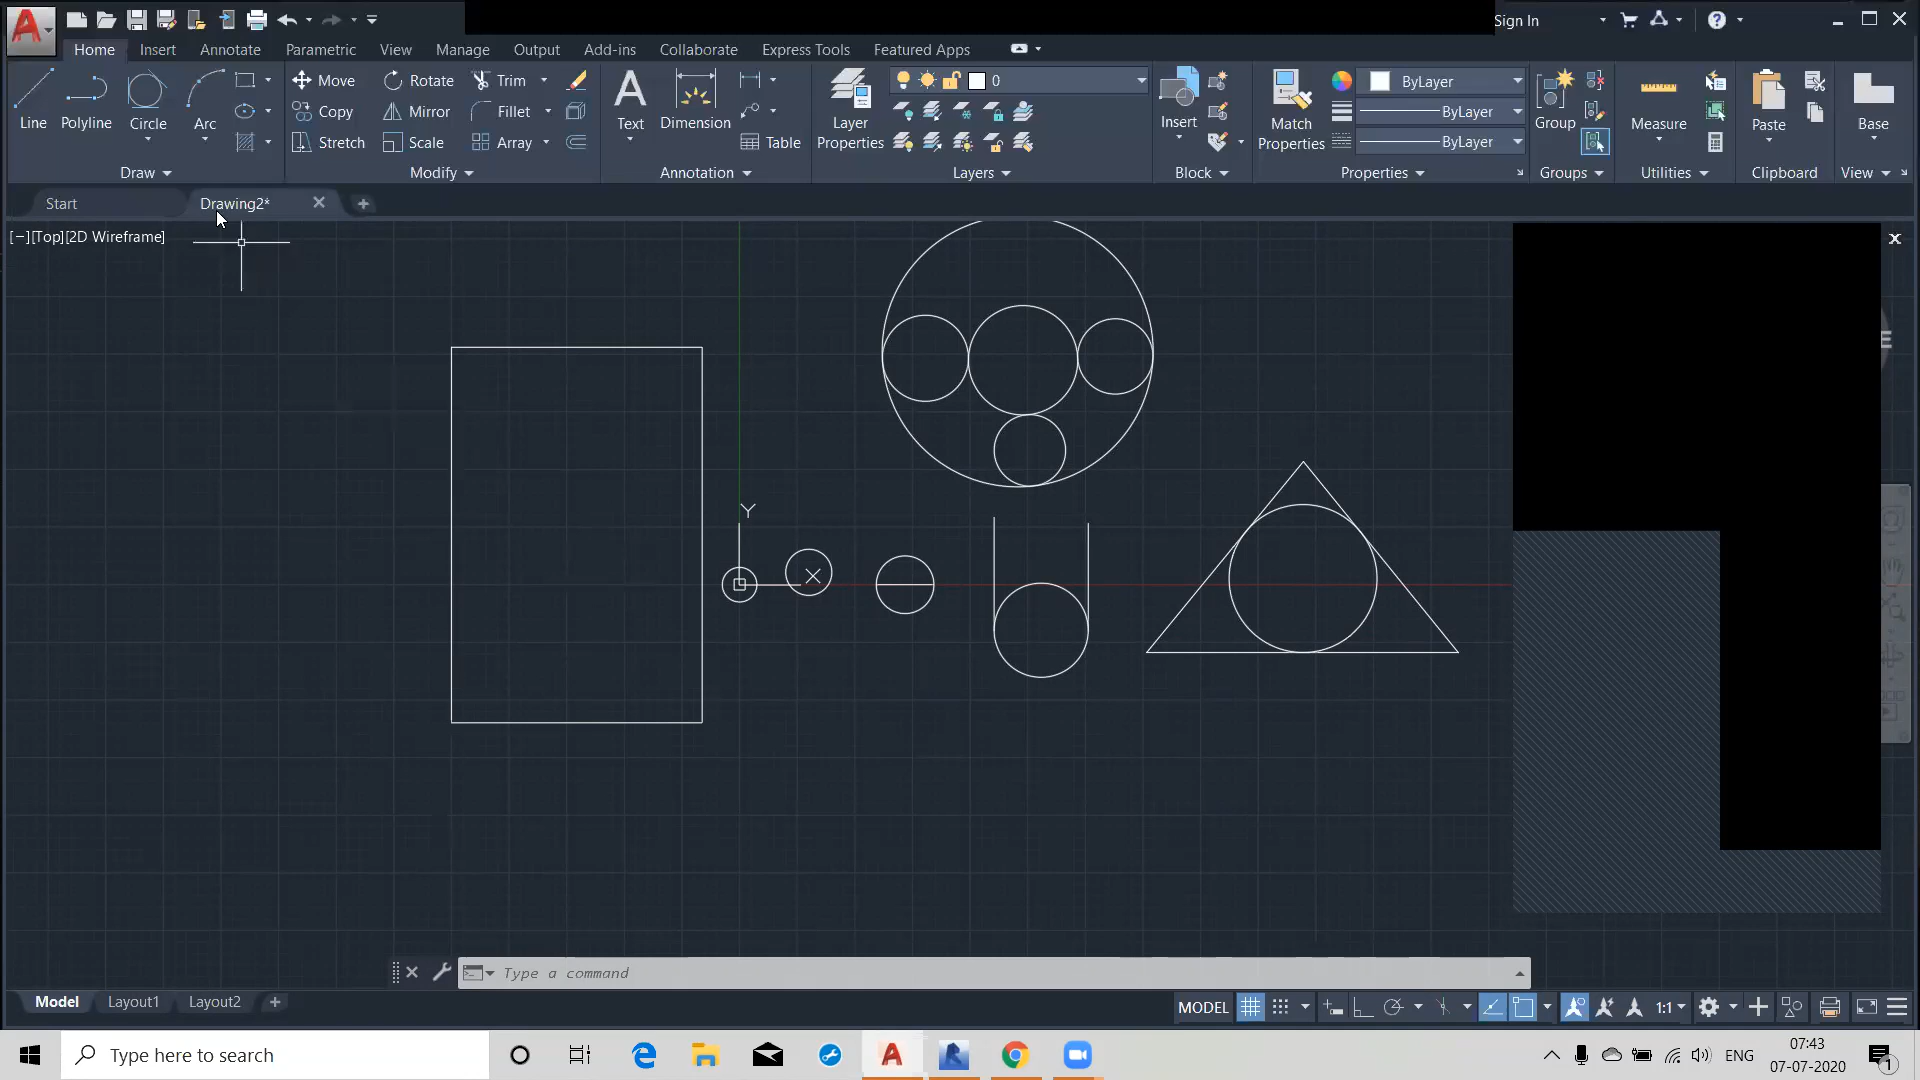 Sign In
Home Insert Annotate Parametric View Manage Output Add-ins Collaborate Express Tools Featured Apps
Line Polyline Circle Arc
Move Rotate Trim
Copy Mirror Fillet
Stretch Scale Array
Text Dimension Table
Layer Properties
0
Insert
Match Properties
ByLayer
ByLayer
ByLayer
Group
Measure
Paste
Base
Draw Modify Annotation Layers Block Properties Groups Utilities Clipboard View
Start Drawing2*
[−][Top][2D Wireframe]
Y
X
Type a command
Model Layout1 Layout2
MODEL 1:1
Type here to search
ENG
07:43
07-07-2020
1